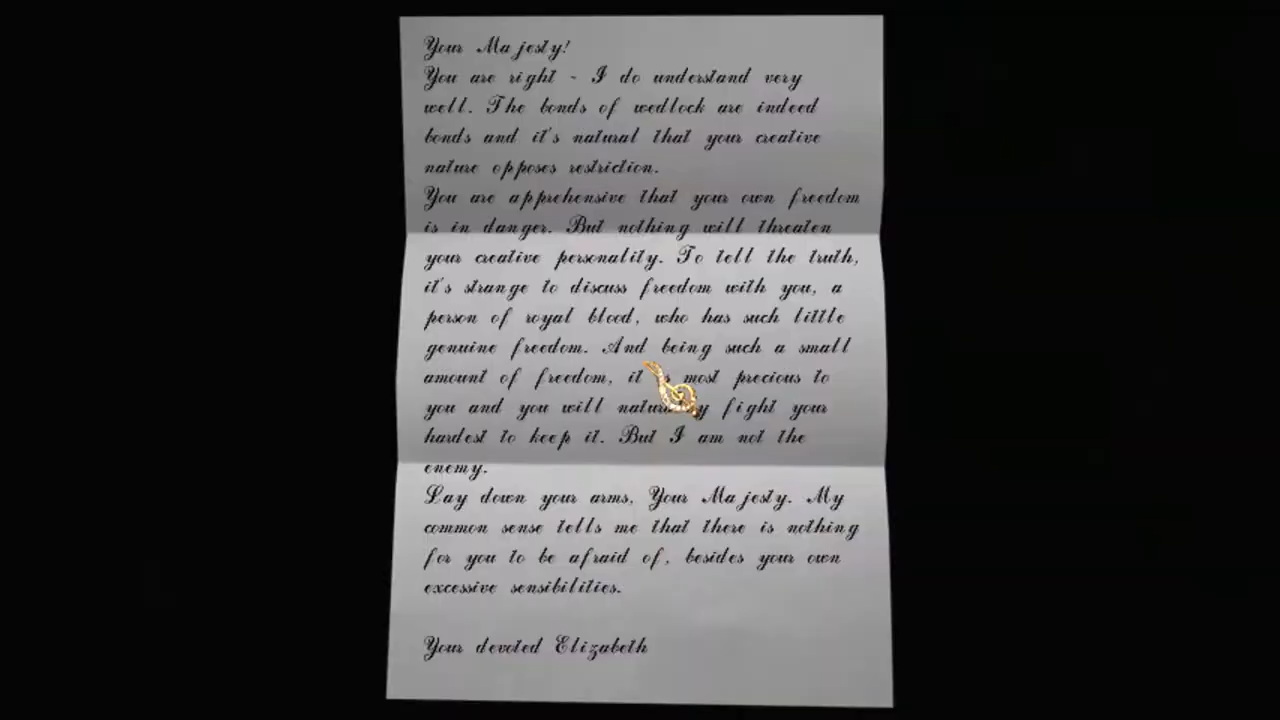 Your Majesty!
You are right - I do understand very
well. The bonds of wedlock are indeed
bonds and it's natural that your creative
nature opposes restriction.
You are apprehensive that your own freedom
is in danger. But nothing will threaten
your creative personality. To tell the truth,
it's strange to discuss freedom with you, a
person of royal blood, who has such little
genuine freedom. And being such a small
amount of freedom, it is most precious to
you and you will naturally fight your
hardest to keep it. But I am not the
enemy.
Lay down your arms, Your Majesty. My
common sense tells me that there is nothing
for you to be afraid of, besides your own
excessive sensibilities.
Your devoted Elizabeth